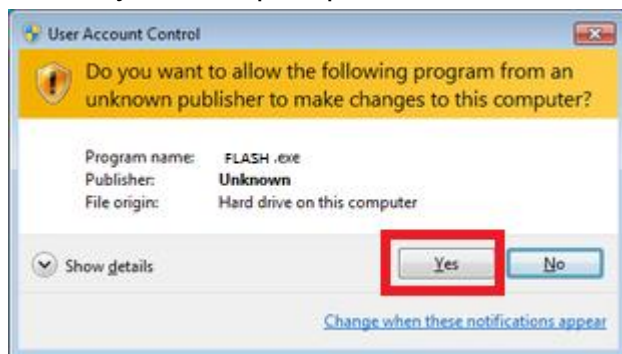 User Account Control
Do you want to allow the following program from an
unknown publisher to make changes to this computer?
Program name: FLASH .exe
Publisher: Unknown
File origin: Hard drive on this computer
Show details
Yes No
Change when these notifications appear